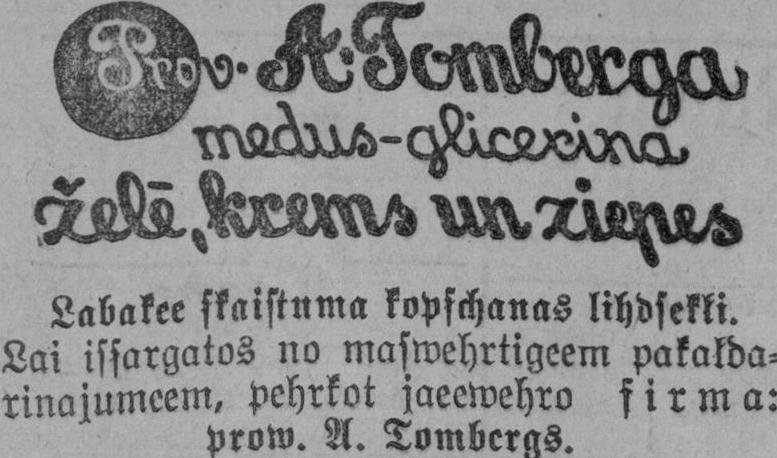 Prov. A. Tomberga
medus-glicerina
želē, krems un ziepes
Labakee ſkaiſtuma kopſchanas lihdſekli.
Lai iſſargatos no maſwehrtigeem pakałda=
rinajumeem, pehrkot jaeewehro firma:
prow. A. Tombergs.